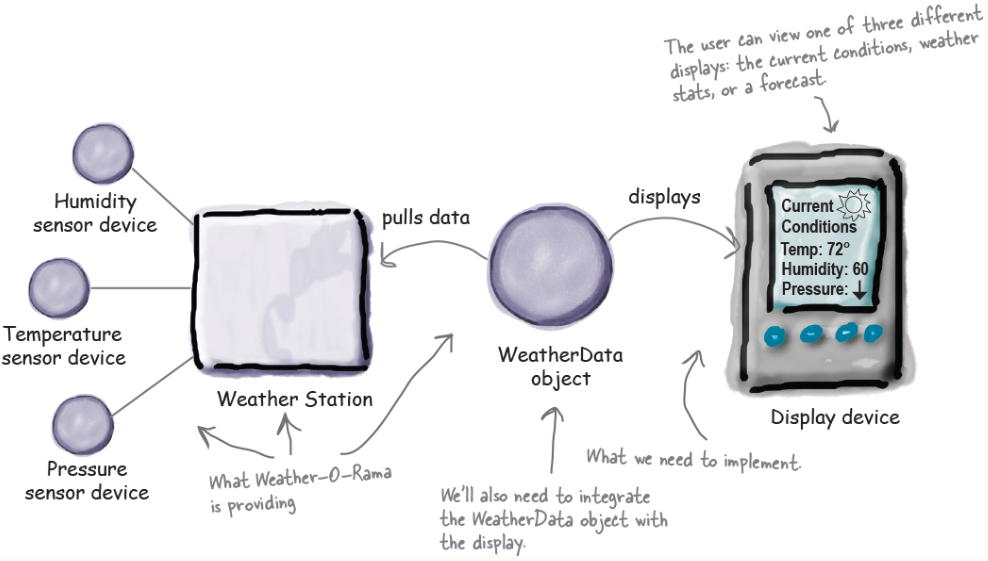 The user can view one of three different
displays: the current conditions, weather
stats, or a forecast.
Humidity
sensor device
Temperature
sensor device
Pressure
sensor device
pulls data
displays
Current
Conditions
Temp: 72°
Humidity: 60
Pressure:
Weather Station
WeatherData
object
Display device
What Weather-O-Rama
is providing
We'll also need to integrate
the WeatherData object with
the display.
What we need to implement.